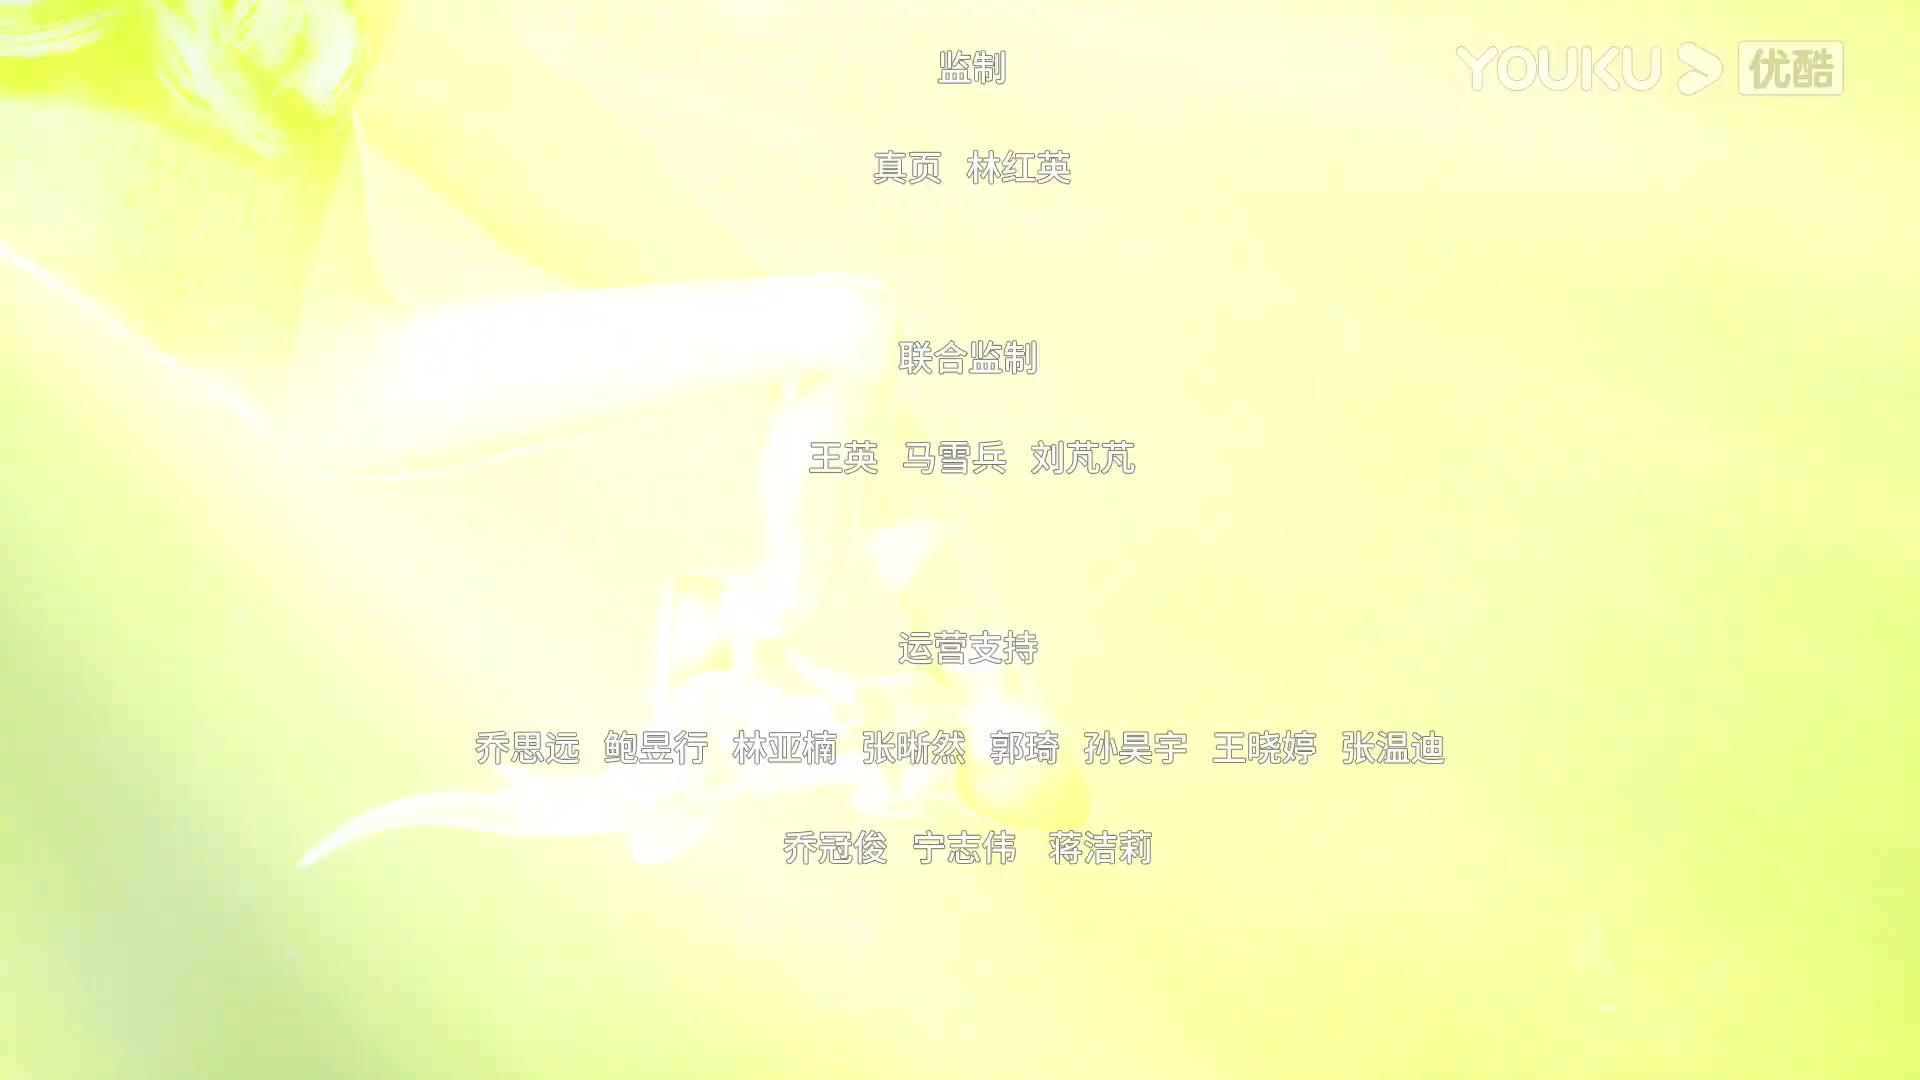 监制
YOUKU 优酷
真页 林红英
联合监制
王英 马雪兵 刘芃芃
运营支持
乔思远 鲍昱行 林亚楠 张晰然 郭琦 孙昊宇 王晓婷 张温迪
乔冠俊 宁志伟 蒋洁莉